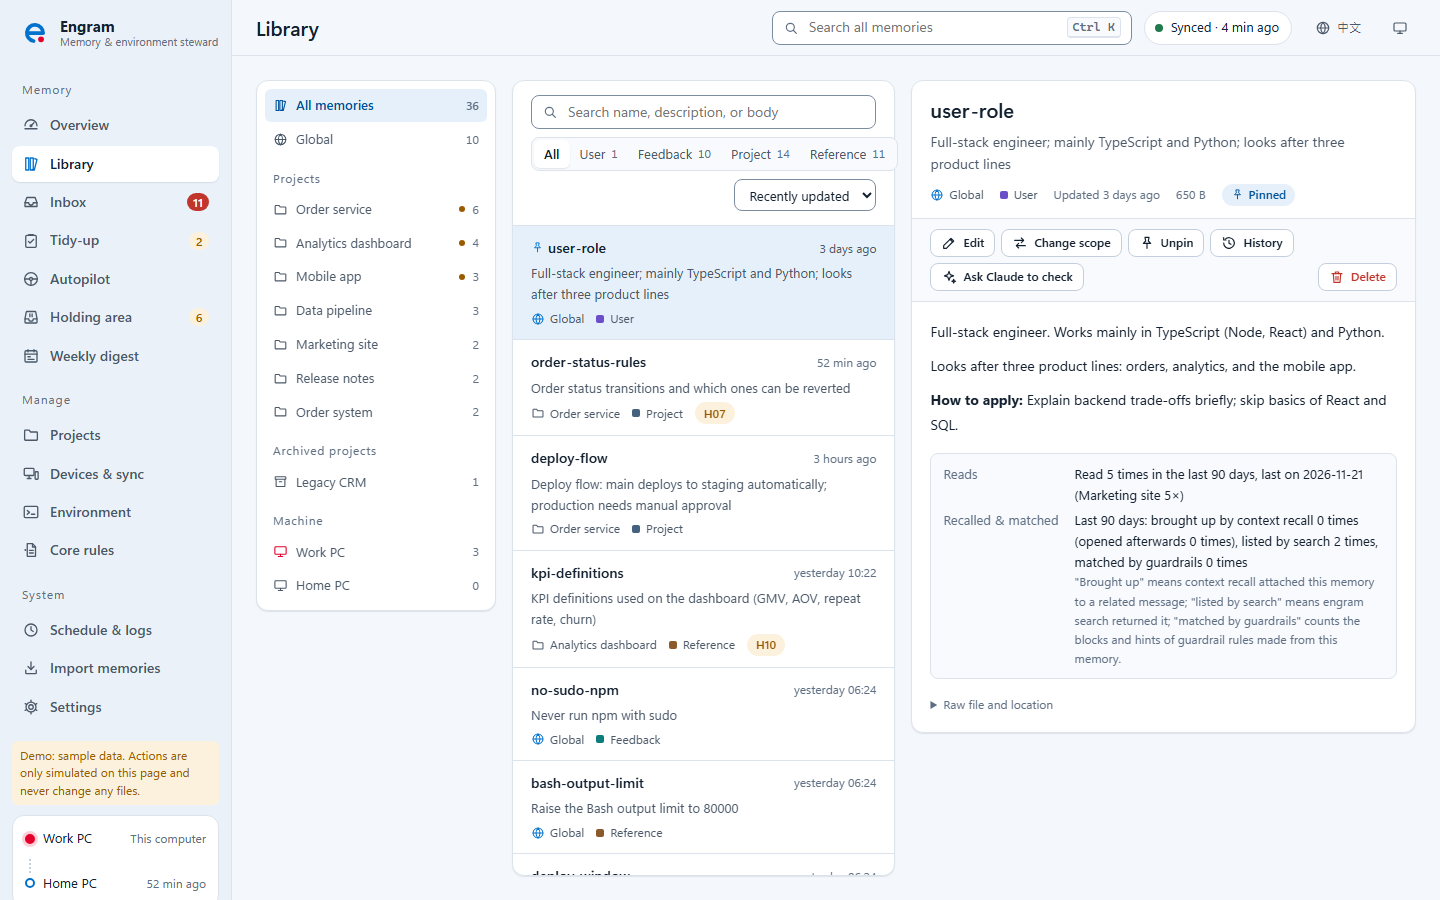 Engram
Memory & environment steward
Memory
Overview
Library
Inbox 11
Tidy-up 2
Autopilot
Holding area 6
Weekly digest
Manage
Projects
Devices & sync
Environment
Core rules
System
Schedule & logs
Import memories
Settings
Demo: sample data. Actions are
only simulated on this page and
never change any files.
Work PC This computer
Home PC 52 min ago
Library
Search all memories Ctrl K
Synced · 4 min ago
中文
All memories 36
Global 10
Projects
Order service 6
Analytics dashboard 4
Mobile app 3
Data pipeline 3
Marketing site 2
Release notes 2
Order system 2
Archived projects
Legacy CRM 1
Machine
Work PC 3
Home PC 0
Search name, description, or body
All User 1 Feedback 10 Project 14 Reference 11
Recently updated
user-role 3 days ago
Full-stack engineer; mainly TypeScript and Python; looks
after three product lines
Global User
order-status-rules 52 min ago
Order status transitions and which ones can be reverted
Order service Project H07
deploy-flow 3 hours ago
Deploy flow: main deploys to staging automatically;
production needs manual approval
Order service Project
kpi-definitions yesterday 10:22
KPI definitions used on the dashboard (GMV, AOV, repeat
rate, churn)
Analytics dashboard Reference H10
no-sudo-npm yesterday 06:24
Never run npm with sudo
Global Feedback
bash-output-limit yesterday 06:24
Raise the Bash output limit to 80000
Global Reference
deploy-window yesterday 06:24
user-role
Full-stack engineer; mainly TypeScript and Python; looks after three
product lines
Global User Updated 3 days ago 650 B Pinned
Edit Change scope Unpin History
Ask Claude to check Delete
Full-stack engineer. Works mainly in TypeScript (Node, React) and Python.
Looks after three product lines: orders, analytics, and the mobile app.
How to apply: Explain backend trade-offs briefly; skip basics of React and
SQL.
Reads Read 5 times in the last 90 days, last on 2026-11-21
(Marketing site 5×)
Recalled & matched Last 90 days: brought up by context recall 0 times
(opened afterwards 0 times), listed by search 2 times,
matched by guardrails 0 times
"Brought up" means context recall attached this memory
to a related message; "listed by search" means engram
search returned it; "matched by guardrails" counts the
blocks and hints of guardrail rules made from this
memory.
Raw file and location